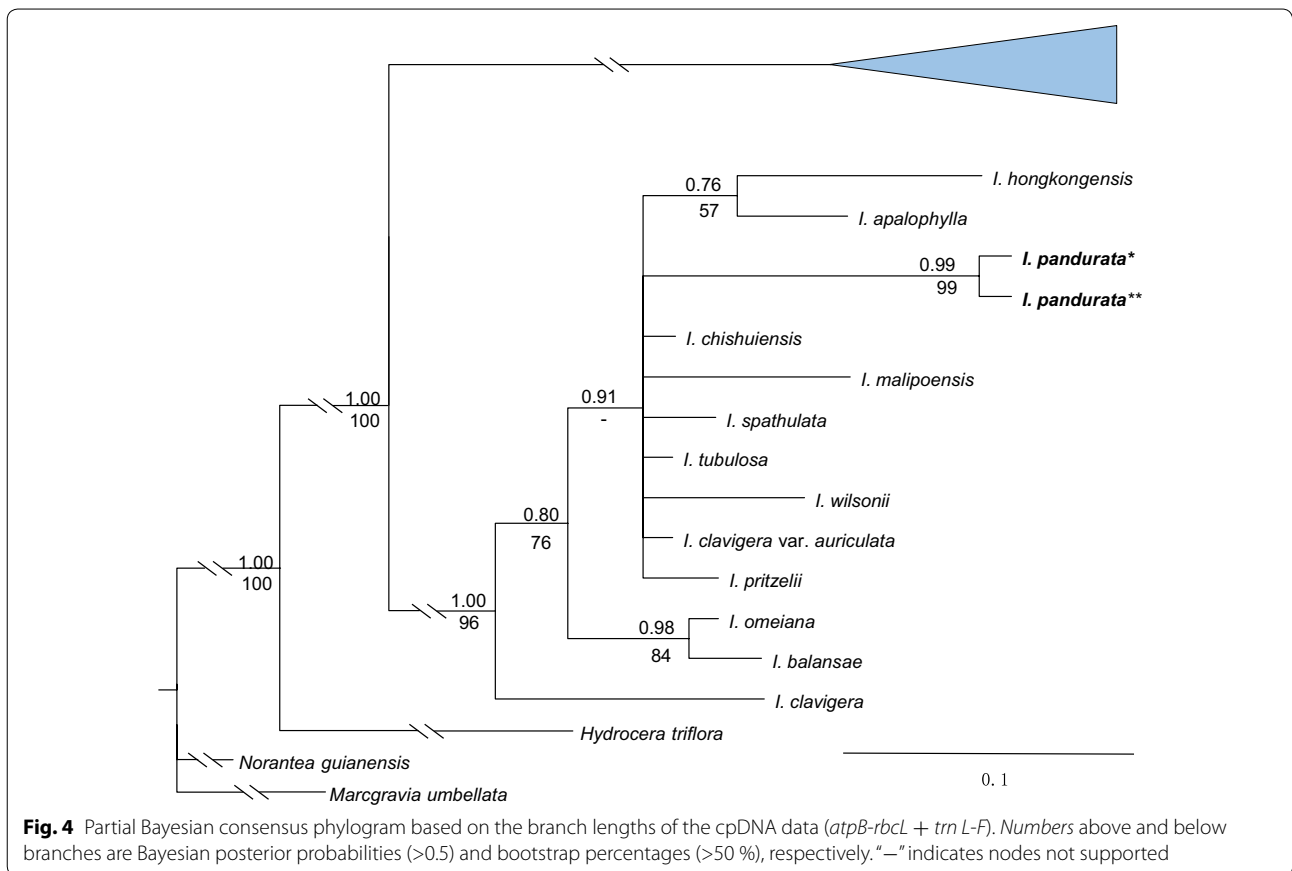 I. hongkongensis
0.76
57
I. apalophylla
I. pandurata*
0.99
99
I. pandurata**
I. chishuiensis
I. malipoensis
1.00
100
0.91
-
I. spathulata
I. tubulosa
I. wilsonii
0.80
76
I. clavigera var. auriculata
1.00
100
I. pritzelii
1.00
96
I. omeiana
0.98
84
I. balansae
I. clavigera
Hydrocera triflora
Norantea guianensis
0. 1
Marcgravia umbellata
Fig. 4 Partial Bayesian consensus phylogram based on the branch lengths of the cpDNA data (atpB-rbcL + trn L-F). Numbers above and below
branches are Bayesian posterior probabilities (>0.5) and bootstrap percentages (>50 %), respectively. “—” indicates nodes not supported